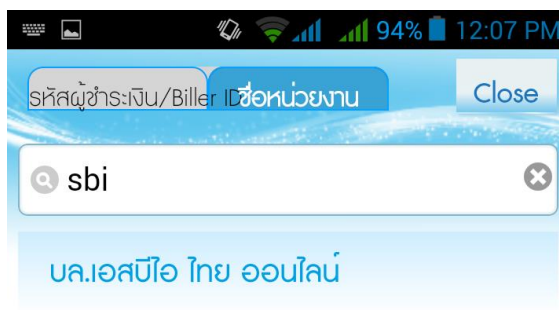 94% 12:07 PM
รหัสผู้ชำระเงิน/Biller ID ชื่อหน่วยงาน Close
sbi
บล.เอสบีไอ ไทย ออนไลน์